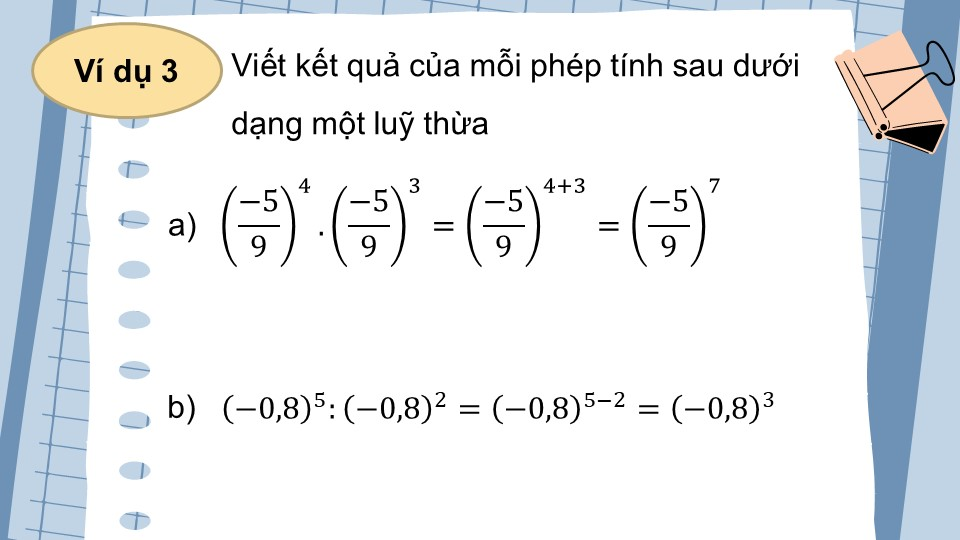 Ví dụ 3
Viết kết quả của mỗi phép tính sau dưới
dạng một luỹ thừa
a) (−5/9)^4 . (−5/9)^3 = (−5/9)^{4+3} = (−5/9)^7
b) (−0,8)^5 : (−0,8)^2 = (−0,8)^{5−2} = (−0,8)^3